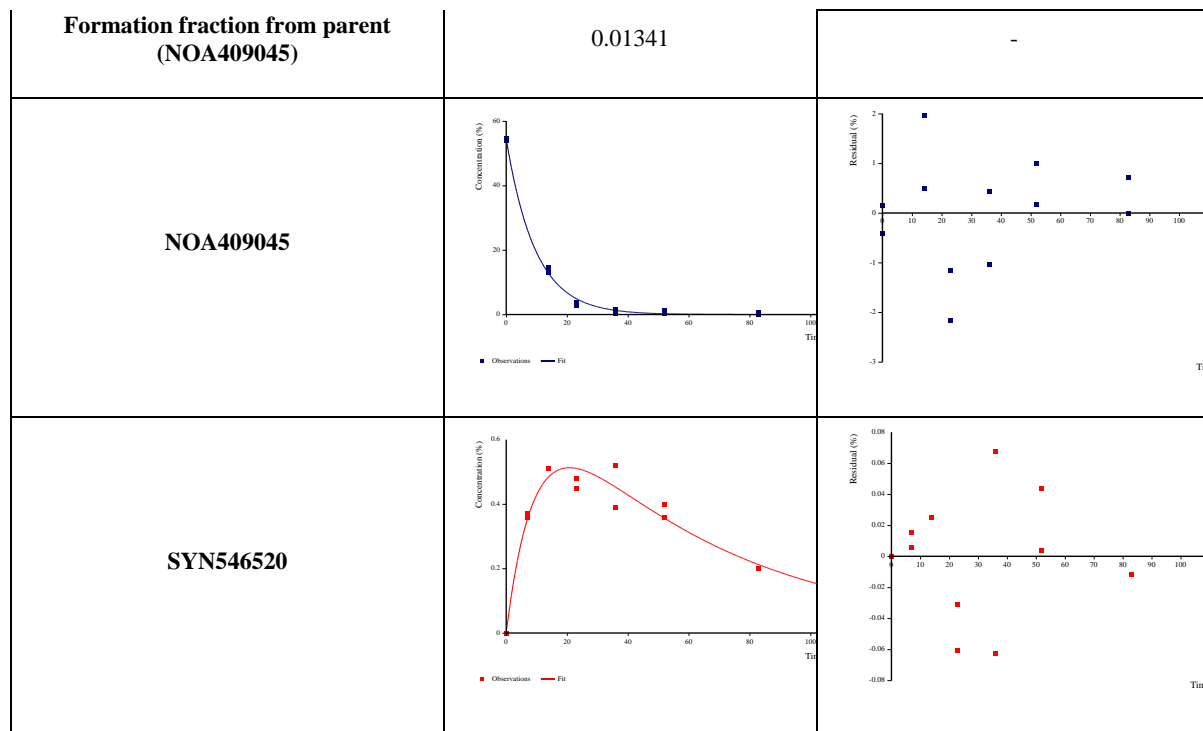 Formation fraction from parent
(NOA409045)
0.01341
-
NOA409045
Concentration (%)
60
40
20
0
0 20 40 60 80 100
Observations Fit
Residual (%)
2
1
0
-1
-2
-3
0 10 20 30 40 50 60 70 80 90 100
SYN546520
Concentration (%)
0.6
0.4
0.2
0
0 20 40 60 80 100
Observations Fit
Residual (%)
0.08
0.06
0.04
0.02
0
-0.02
-0.04
-0.06
-0.08
0 10 20 30 40 50 60 70 80 90 100